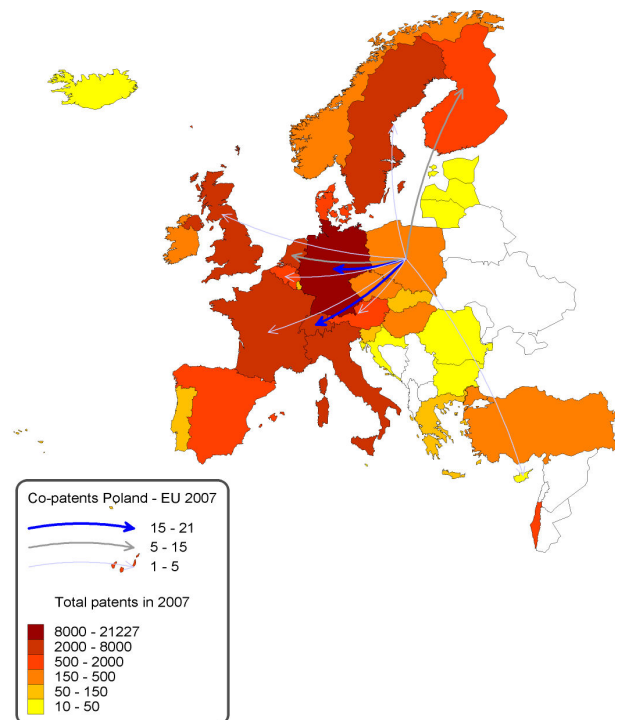 Co-patents Poland - EU 2007
15 - 21
5 - 15
1 - 5
Total patents in 2007
8000 - 21227
2000 - 8000
500 - 2000
150 - 500
50 - 150
10 - 50